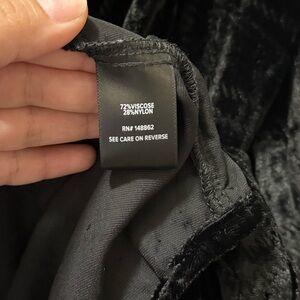 72%VISCOSE
28%NYLON
RN# 148862
SEE CARE ON REVERSE